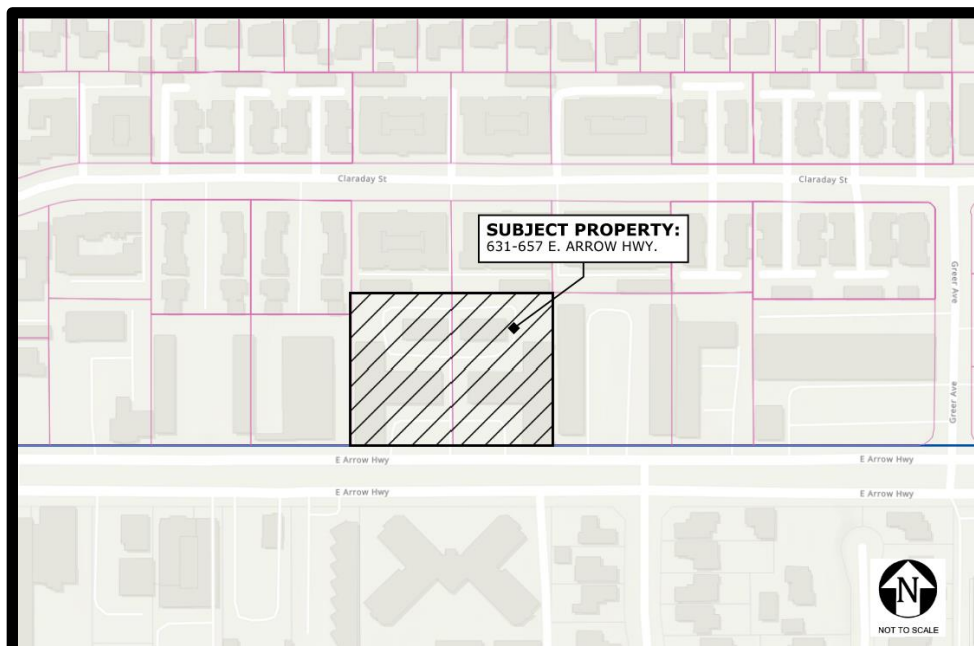 Claraday St
Claraday St
SUBJECT PROPERTY:
631-657 E. ARROW HWY.
Greer Ave
Greer Ave
E Arrow Hwy
E Arrow Hwy
E Arrow Hwy
E Arrow Hwy
N
NOT TO SCALE